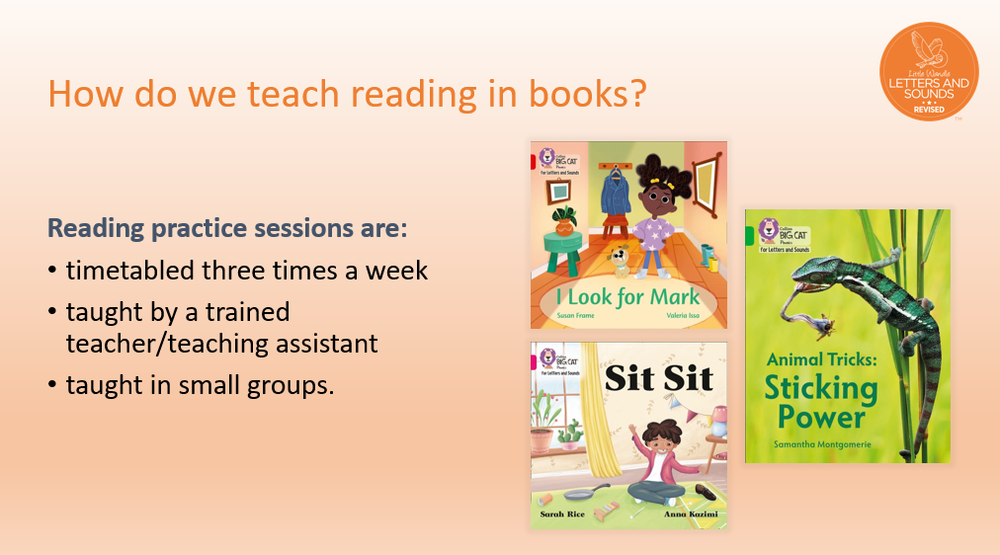 How do we teach reading in books?
Little Wandle
LETTERS AND
SOUNDS
REVISED
TM
Reading practice sessions are:
• timetabled three times a week
• taught by a trained
teacher/teaching assistant
• taught in small groups.
Collins
BIG CAT
Phonics
for Letters and Sounds
I Look for Mark
Susan Frame
Valeria Issa
Collins
BIG CAT
Phonics
for Letters and Sounds
Sit Sit
Sarah Rice
Anna Kazimi
Collins
BIG CAT
Phonics
for Letters and Sounds
Animal Tricks:
Sticking
Power
Samantha Montgomerie